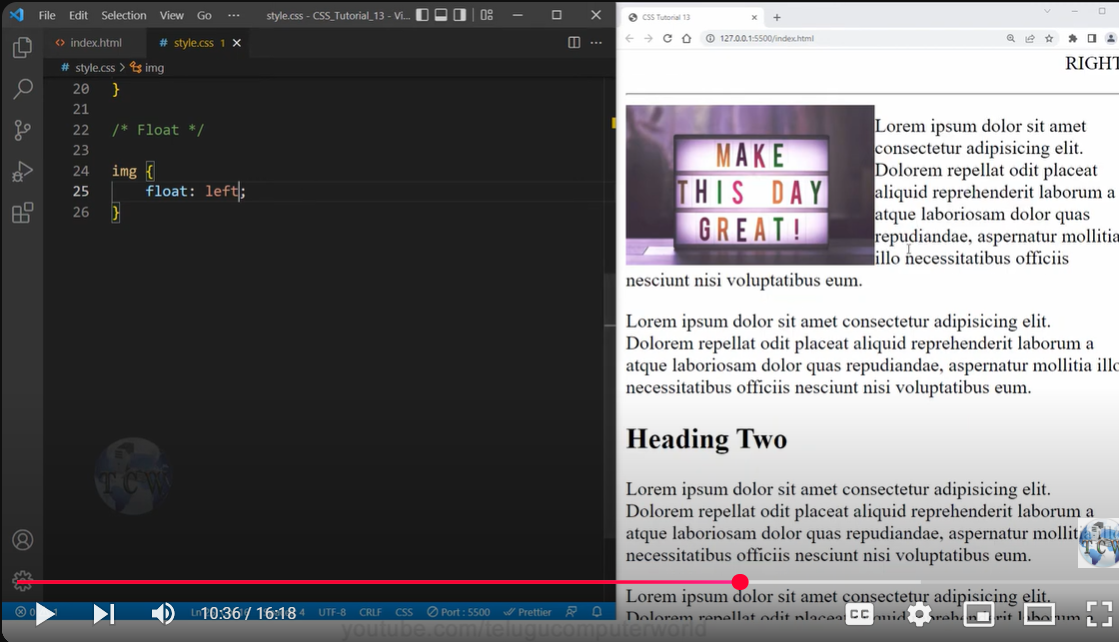 File Edit Selection View Go ··· style.css - CSS_Tutorial_13 - Vi...
index.html style.css 1
# style.css > img
20 }
21
22 /* Float */
23
24 img {
25 float: left;
26 }
CSS Tutorial 13
127.0.0.1:5500/index.html
RIGHT
MAKE
THIS DAY
GREAT!
Lorem ipsum dolor sit amet
consectetur adipisicing elit.
Dolorem repellat odit placeat
aliquid reprehenderit laborum a
atque laboriosam dolor quas
repudiandae, aspernatur mollitia
illo necessitatibus officiis
nesciunt nisi voluptatibus eum.
Lorem ipsum dolor sit amet consectetur adipisicing elit.
Dolorem repellat odit placeat aliquid reprehenderit laborum a
atque laboriosam dolor quas repudiandae, aspernatur mollitia illo
necessitatibus officiis nesciunt nisi voluptatibus eum.
Heading Two
Lorem ipsum dolor sit amet consectetur adipisicing elit.
Dolorem repellat odit placeat aliquid reprehenderit laborum a
atque laboriosam dolor quas repudiandae, aspernatur mollitia
necessitatibus officiis nesciunt nisi voluptatibus eum.
Lorem ipsum dolor sit amet consectetur adipisicing elit.
Dolorem repellat odit placeat aliquid reprehenderit laborum a
TCW
10:36 / 16:18
UTF-8 CRLF CSS Port : 5500 Prettier
CC
youtube.com/telugucomputerworld